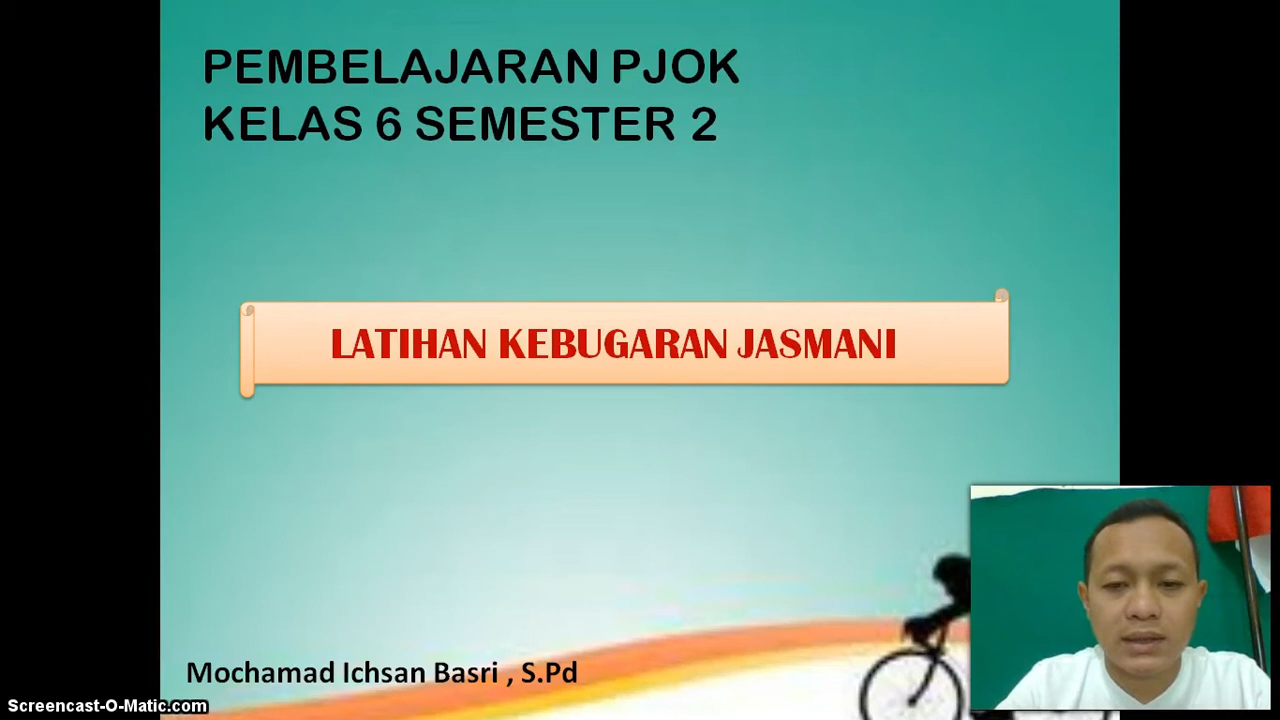 PEMBELAJARAN PJOK
KELAS 6 SEMESTER 2
LATIHAN KEBUGARAN JASMANI
Mochamad Ichsan Basri , S.Pd
Screencast-O-Matic.com